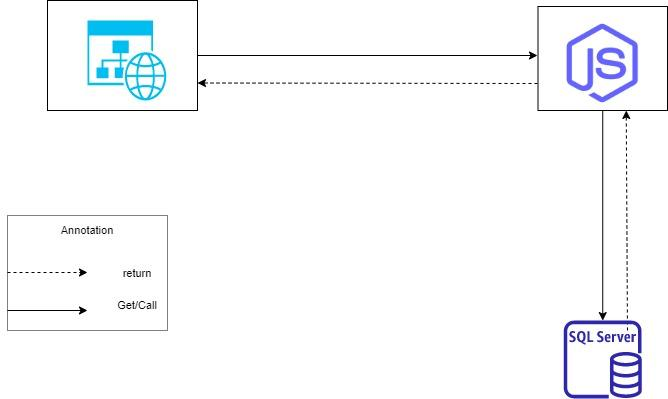 JS
Annotation
return
Get/Call
SQL Server